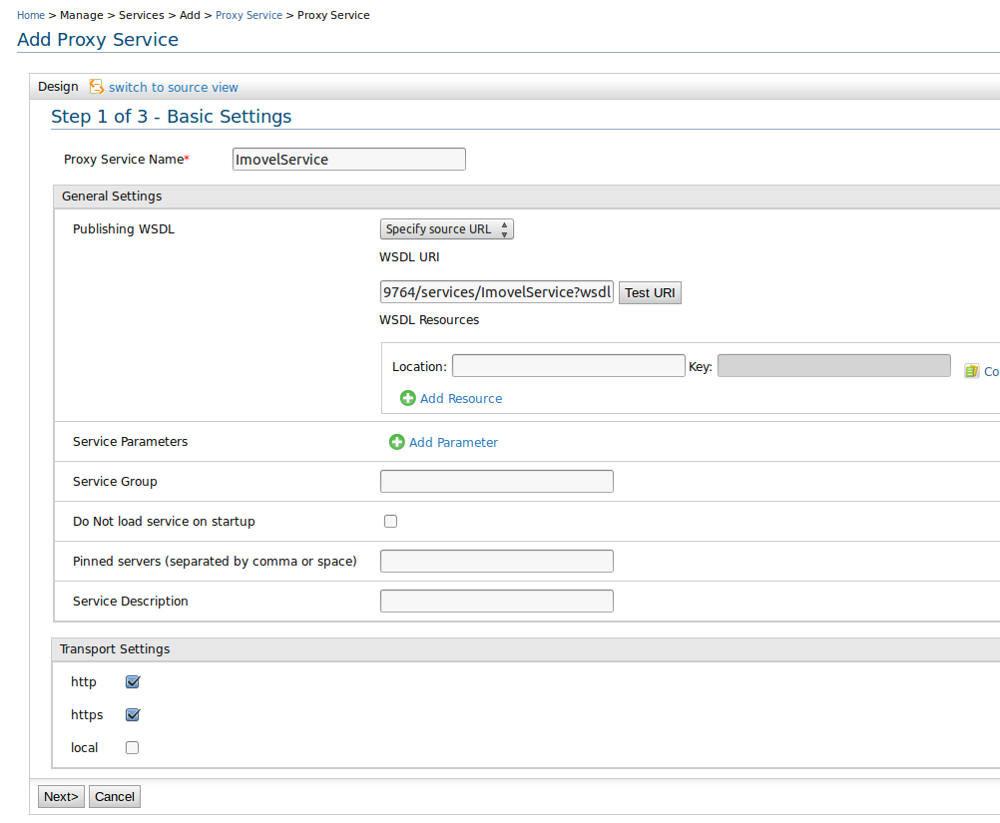 Home > Manage > Services > Add > Proxy Service > Proxy Service
Add Proxy Service
Design switch to source view
Step 1 of 3 - Basic Settings
Proxy Service Name* ImovelService
General Settings
Publishing WSDL Specify source URL
WSDL URI
9764/services/ImovelService?wsdl Test URI
WSDL Resources
Location: Key: Co
Add Resource
Service Parameters Add Parameter
Service Group
Do Not load service on startup
Pinned servers (separated by comma or space)
Service Description
Transport Settings
http
https
local
Next> Cancel